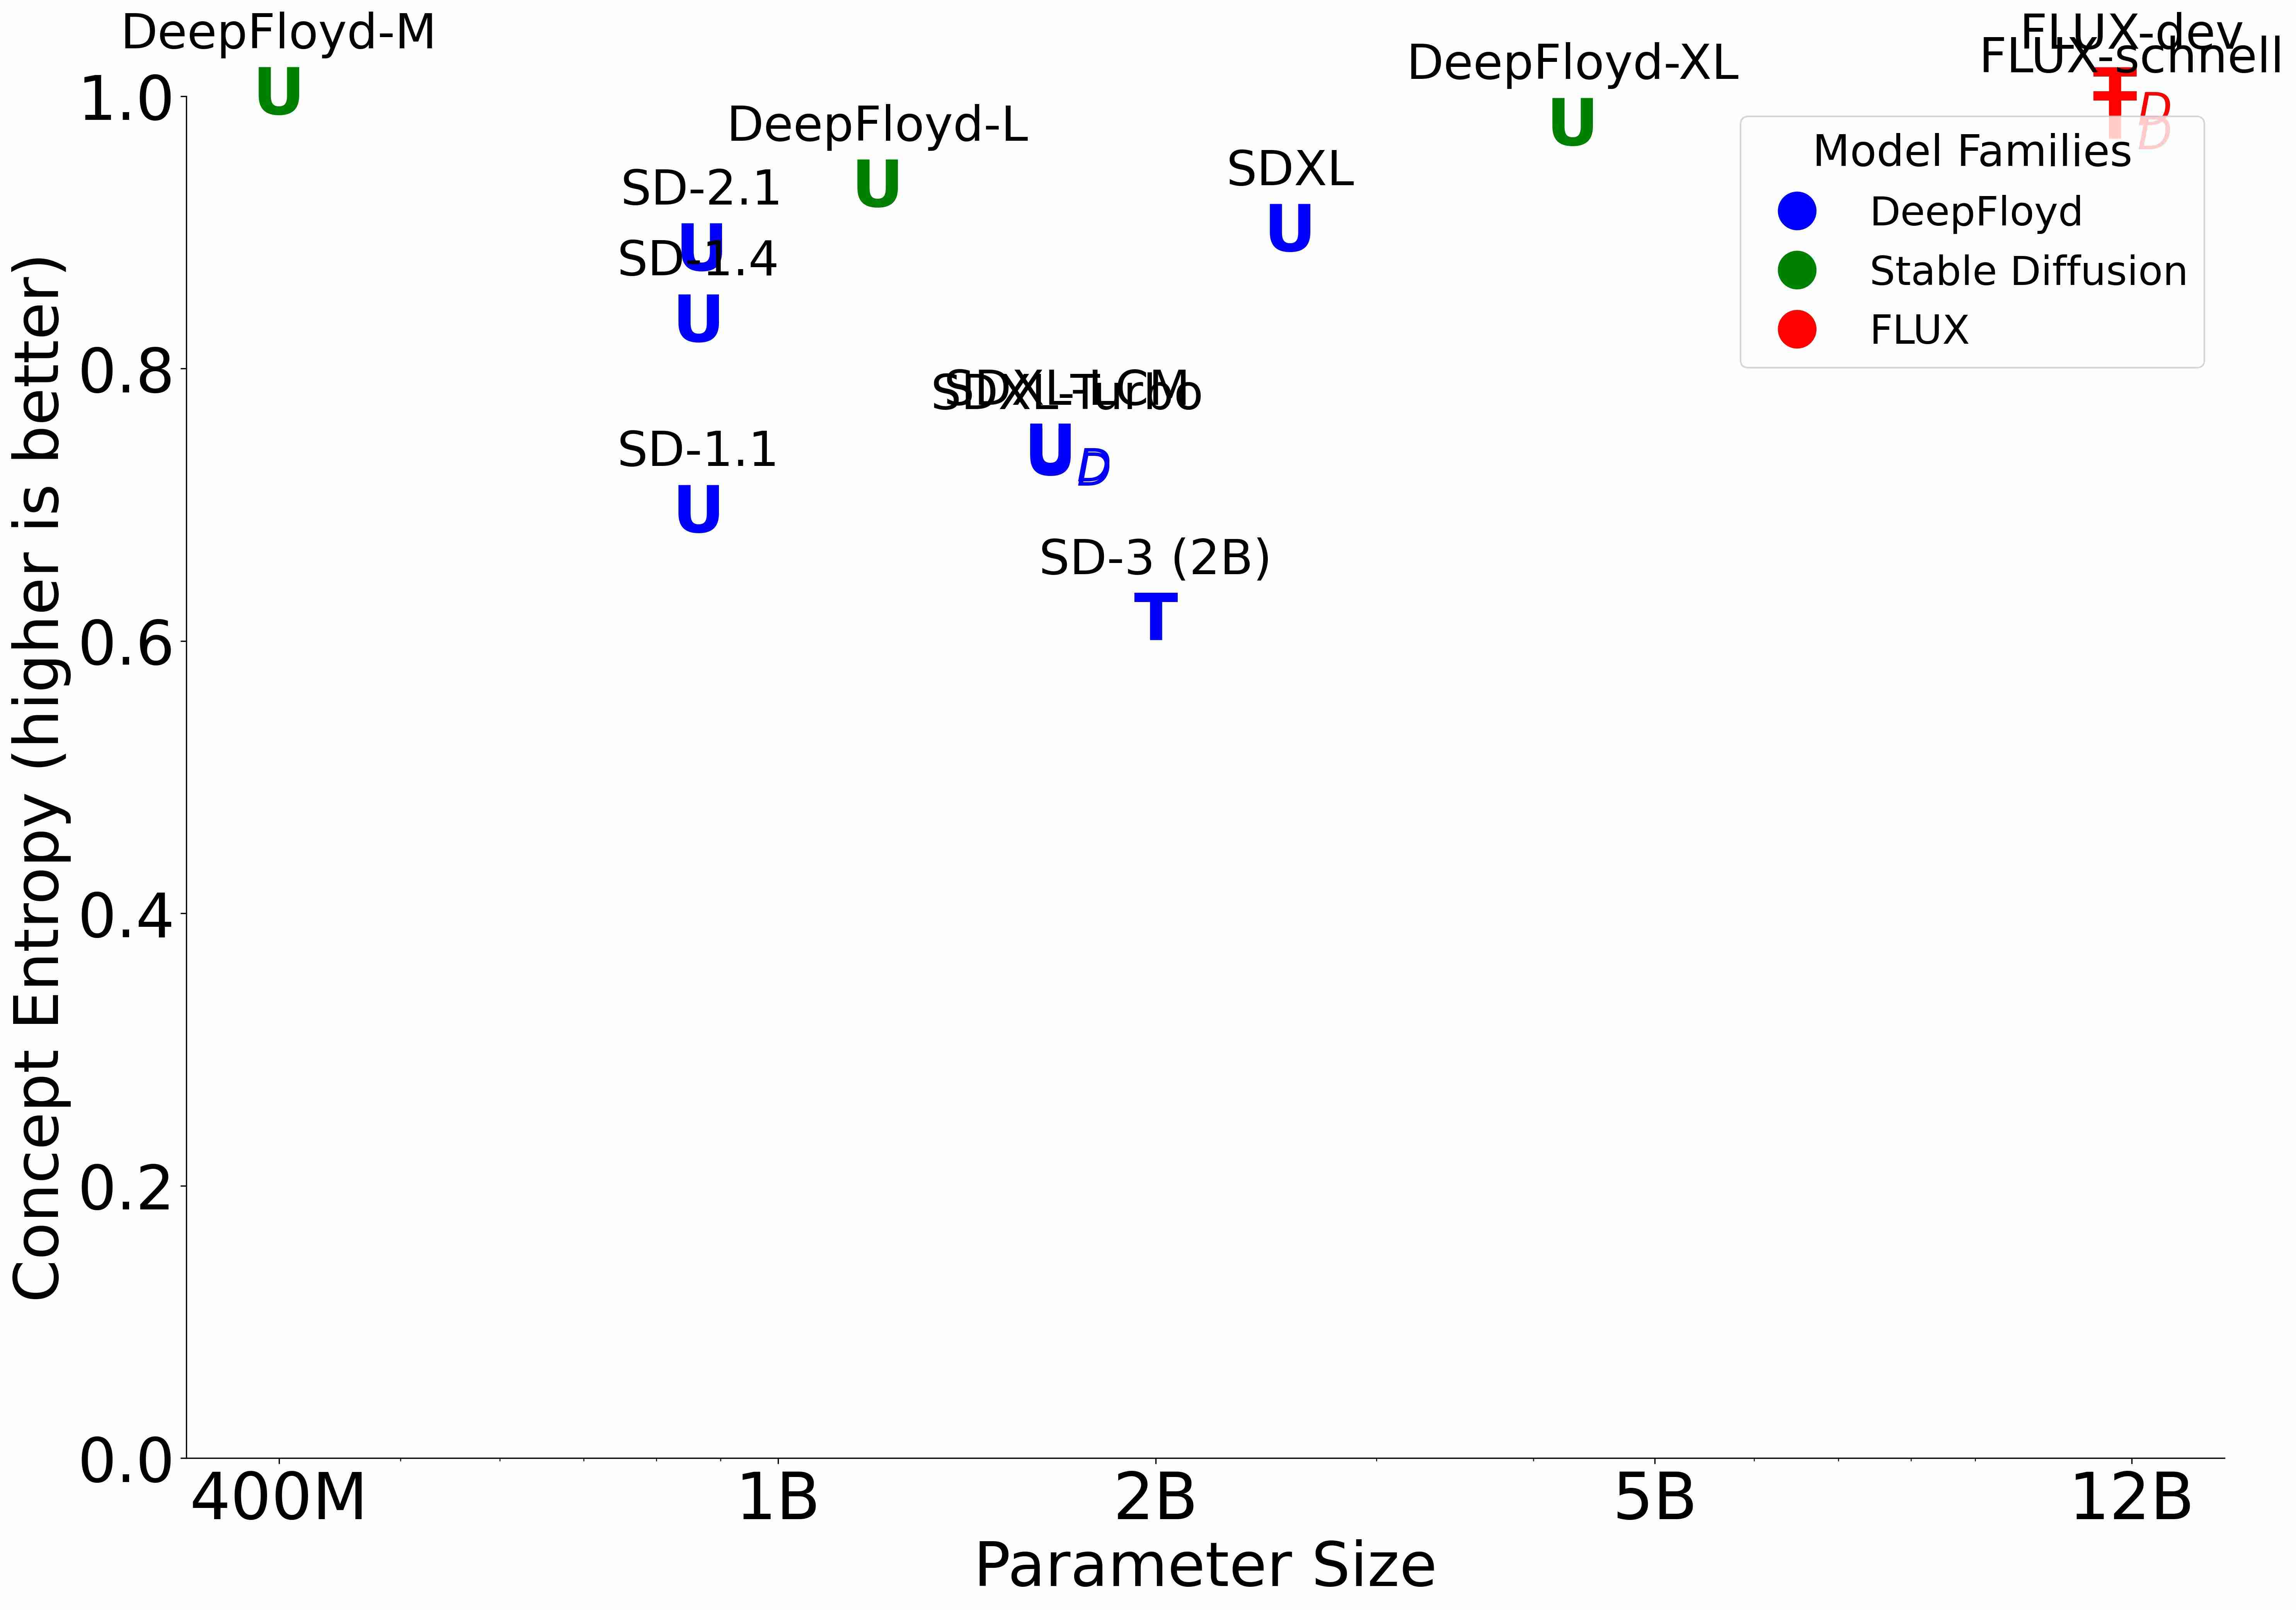 DeepFloyd-M
FLUX-dev
FLUX-schnell
DeepFloyd-XL
U
T
D
D
1.0
U
DeepFloyd-L
U
SDXL
U
SD-2.1
U
SD-1.4
U
Model Families
DeepFloyd
Stable Diffusion
FLUX
0.8
SDXL-LCM
SDXL-Turbo
U
D
SD-1.1
U
SD-3 (2B)
T
0.6
0.4
0.2
0.0
Concept Entropy (higher is better)
400M
1B
2B
5B
12B
Parameter Size